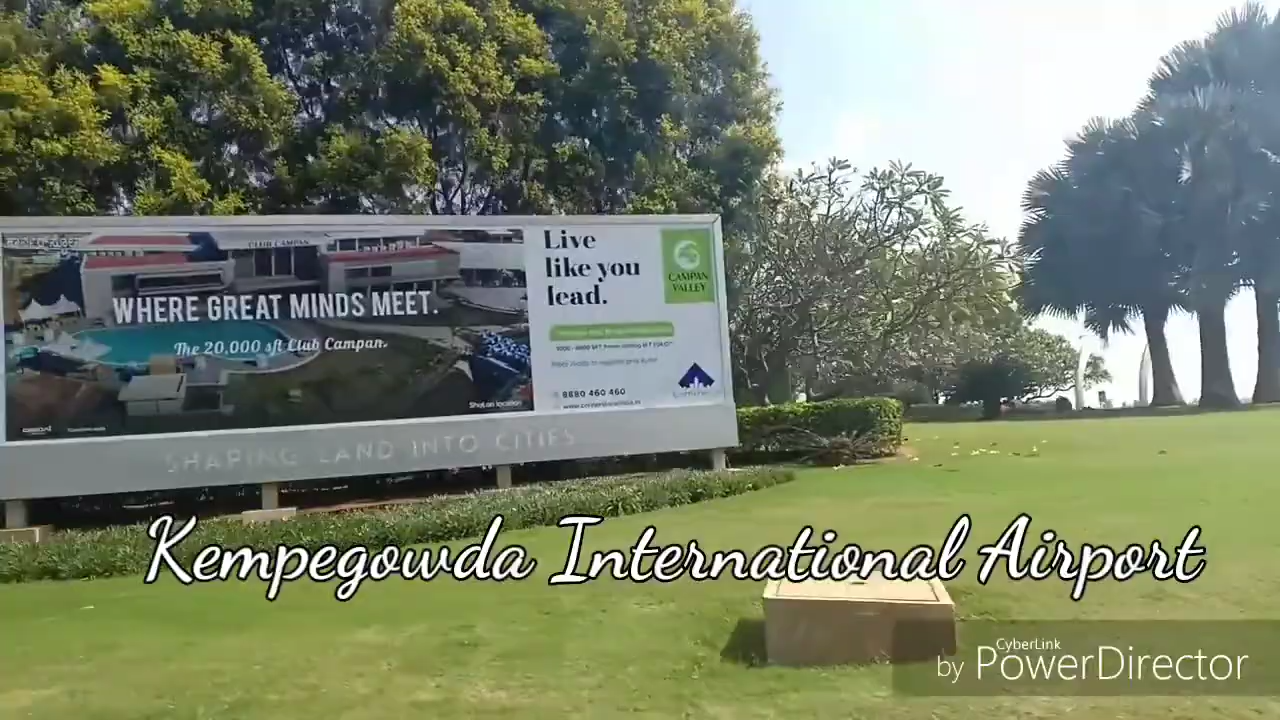 CLUB CAMPAN
WHERE GREAT MINDS MEET.
The 20,000 sft Club Campan.
Shot on location
Live
like you
lead.
CAMPAN
VALLEY
8880 460 460
SHAPING LAND INTO CITIES
Kempegowda International Airport
by CyberLink
PowerDirector